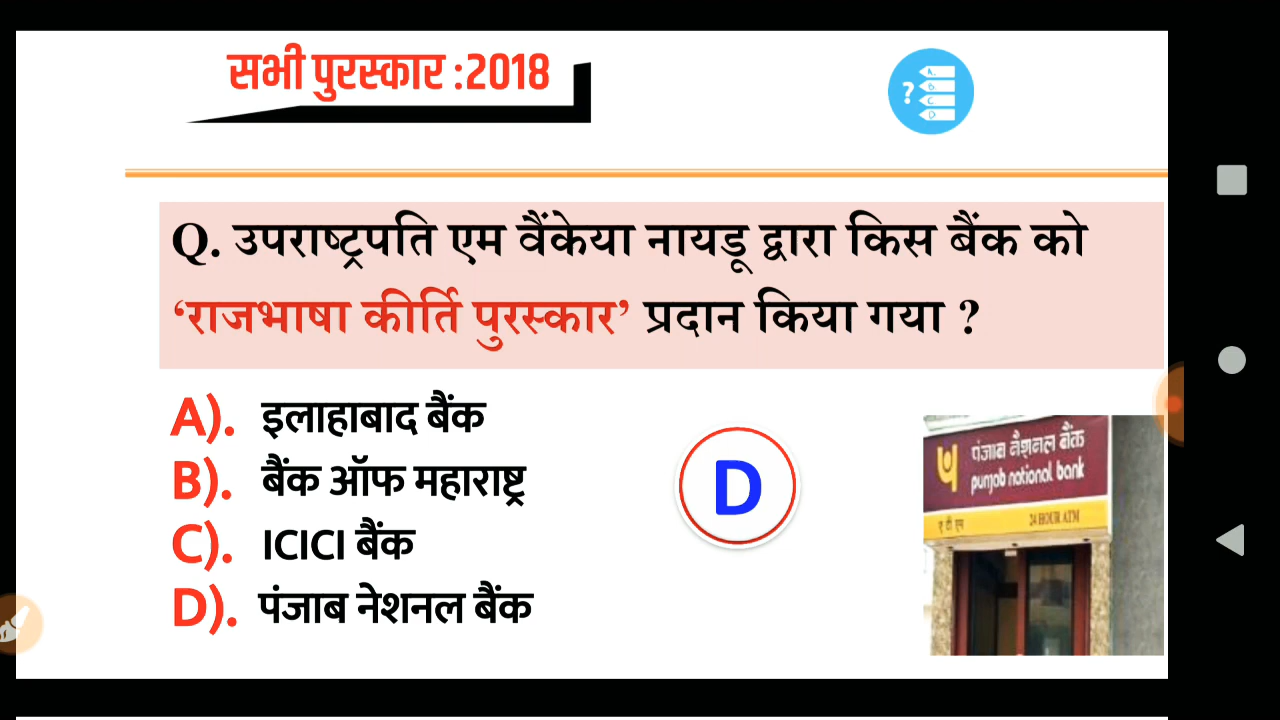 सभी पुरस्कार :2018
?
A.
B.
C.
D.
Q. उपराष्ट्रपति एम वैंकेया नायडू द्वारा किस बैंक को
‘राजभाषा कीर्ति पुरस्कार’ प्रदान किया गया ?
A). इलाहाबाद बैंक
B). बैंक ऑफ महाराष्ट्र
C). ICICI बैंक
D). पंजाब नेशनल बैंक
D
पंजाब नैशनल बैंक
punjab national bank
ए टी एम 24 HOUR ATM